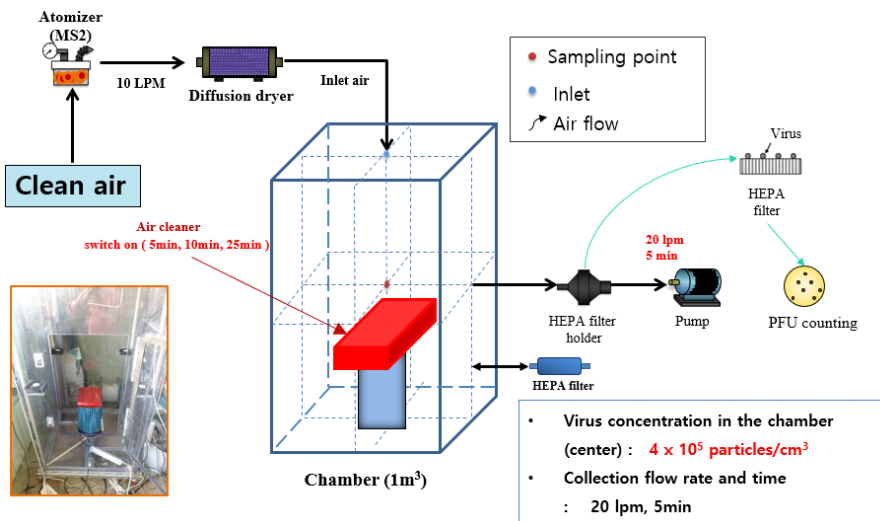 Atomizer
(MS2)
10 LPM
Diffusion dryer
Inlet air
Clean air
Sampling point
Inlet
Air flow
Virus
HEPA
filter
Air cleaner
switch on ( 5min, 10min, 25min )
20 lpm
5 min
HEPA filter
holder
Pump
PFU counting
HEPA filter
Chamber (1m³)
• Virus concentration in the chamber
(center) : 4 x 10⁵ particles/cm³
• Collection flow rate and time
: 20 lpm, 5min